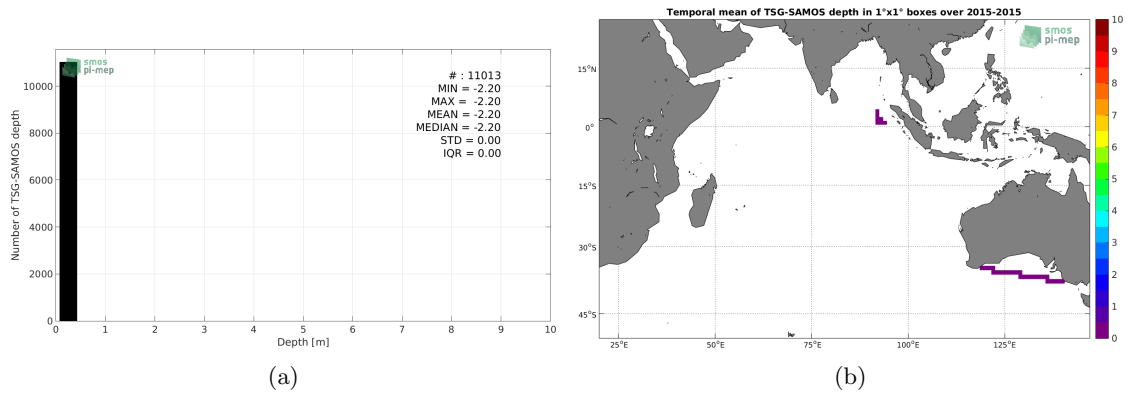 smos
pi-mep
# : 11013
MIN = -2.20
MAX = -2.20
MEAN = -2.20
MEDIAN = -2.20
STD = 0.00
IQR = 0.00
Number of TSG-SAMOS depth
10000
8000
6000
4000
2000
0
0 1 2 3 4 5 6 7 8 9 10
Depth [m]
(a)
Temporal mean of TSG-SAMOS depth in 1°x1° boxes over 2015-2015
smos
pi-mep
15°N
0°
15°S
30°S
45°S
25°E 50°E 75°E 100°E 125°E
10
9
8
7
6
5
4
3
2
1
0
(b)